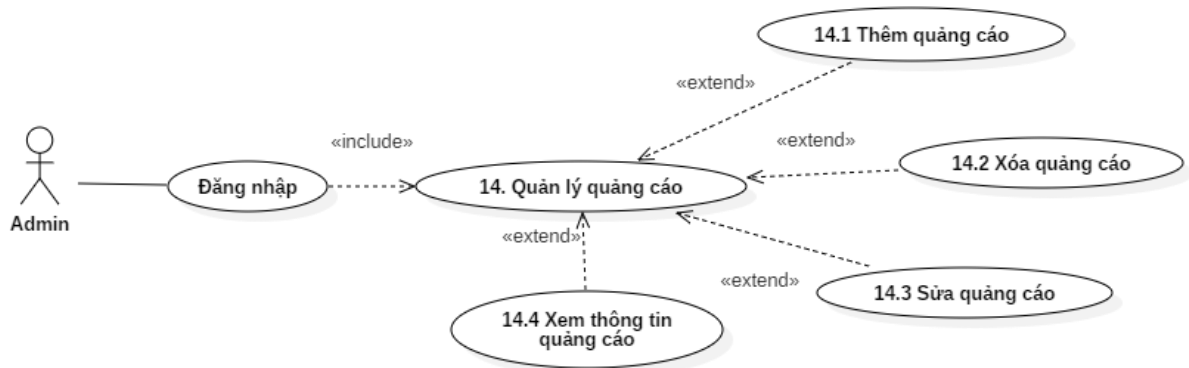 14.1 Thêm quảng cáo
«extend»
«include»
«extend»
14.2 Xóa quảng cáo
Đăng nhập
14. Quản lý quảng cáo
Admin
«extend»
«extend»
14.3 Sửa quảng cáo
14.4 Xem thông tin
quảng cáo